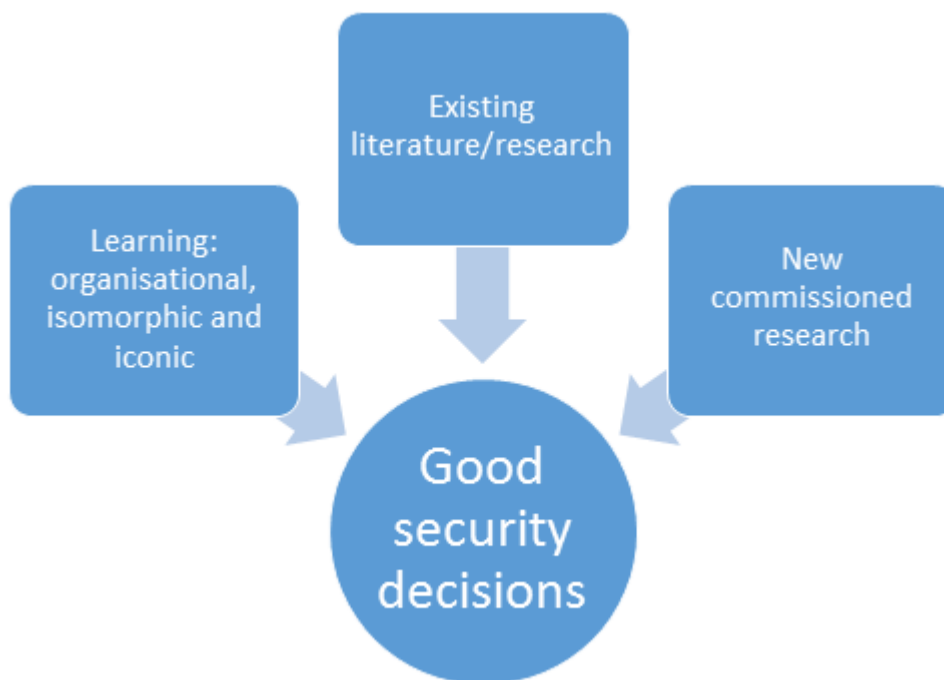 Existing
literature/research
Learning:
organisational,
isomorphic and
iconic
New
commissioned
research
Good
security
decisions